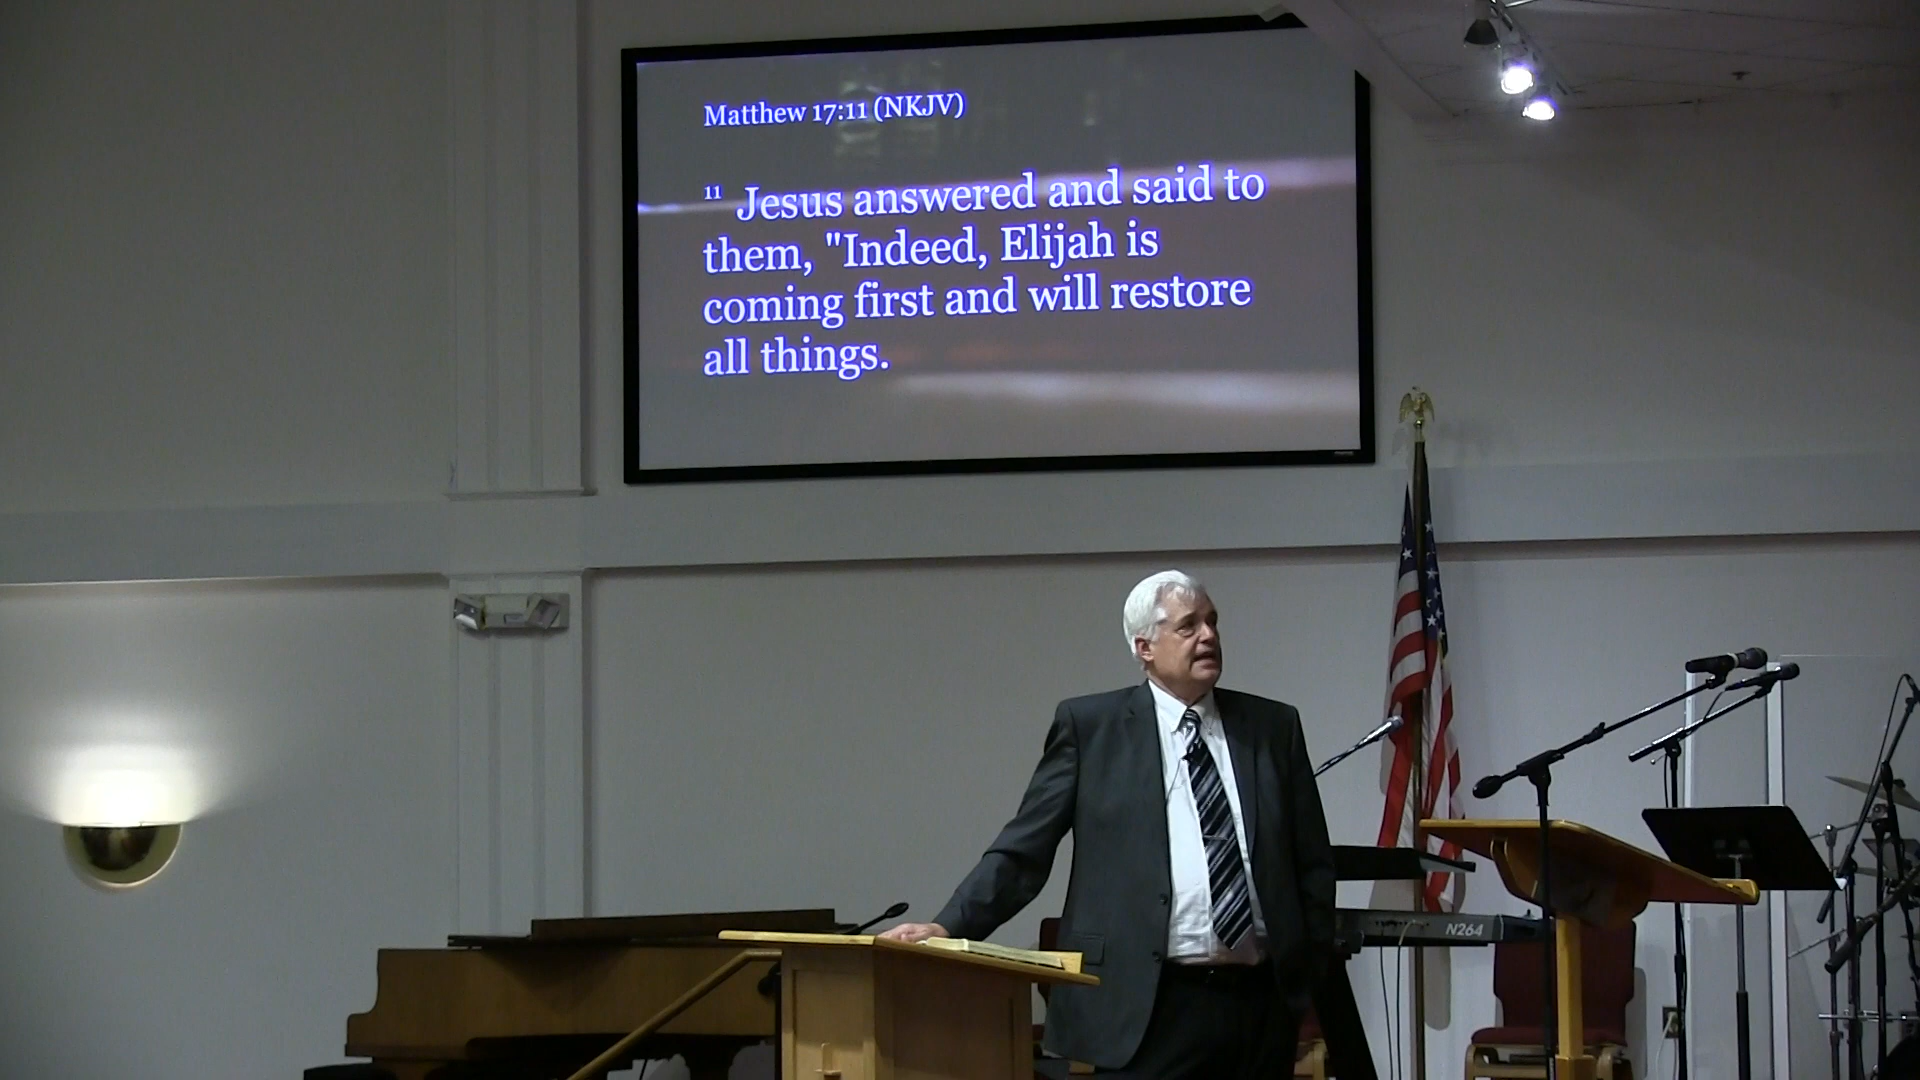 Matthew 17:11 (NKJV)
11 Jesus answered and said to
them, "Indeed, Elijah is
coming first and will restore
all things.
N264